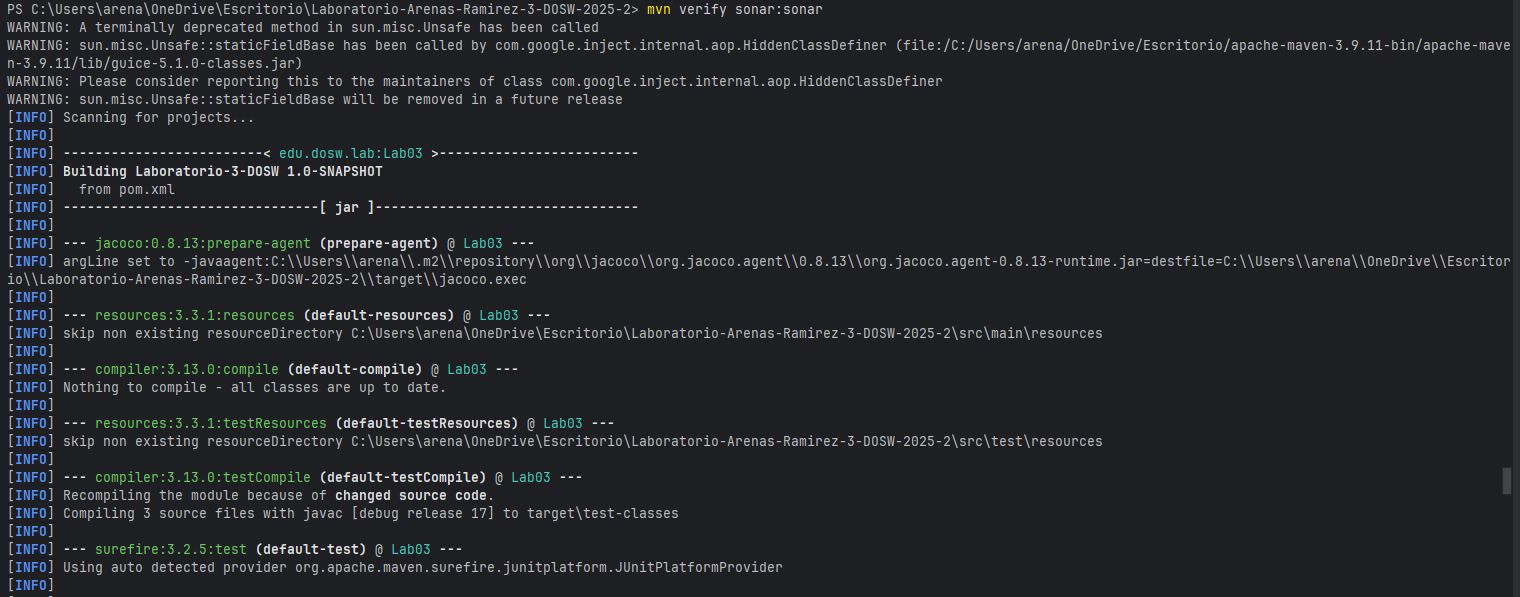 PS C:\Users\arena\OneDrive\Escritorio\Laboratorio-Arenas-Ramirez-3-DOSW-2025-2> mvn verify sonar:sonar
WARNING: A terminally deprecated method in sun.misc.Unsafe has been called
WARNING: sun.misc.Unsafe::staticFieldBase has been called by com.google.inject.internal.aop.HiddenClassDefiner (file:/C:/Users/arena/OneDrive/Escritorio/apache-maven-3.9.11-bin/apache-mave
n-3.9.11/lib/guice-5.1.0-classes.jar)
WARNING: Please consider reporting this to the maintainers of class com.google.inject.internal.aop.HiddenClassDefiner
WARNING: sun.misc.Unsafe::staticFieldBase will be removed in a future release
[INFO] Scanning for projects...
[INFO]
[INFO] -------------------------< edu.dosw.lab:Lab03 >-------------------------
[INFO] Building Laboratorio-3-DOSW 1.0-SNAPSHOT
[INFO]   from pom.xml
[INFO] --------------------------------[ jar ]---------------------------------
[INFO]
[INFO] --- jacoco:0.8.13:prepare-agent (prepare-agent) @ Lab03 ---
[INFO] argLine set to -javaagent:C:\\Users\\arena\\.m2\\repository\\org\\jacoco\\org.jacoco.agent\\0.8.13\\org.jacoco.agent-0.8.13-runtime.jar=destfile=C:\\Users\\arena\\OneDrive\\Escritor
io\\Laboratorio-Arenas-Ramirez-3-DOSW-2025-2\\target\\jacoco.exec
[INFO]
[INFO] --- resources:3.3.1:resources (default-resources) @ Lab03 ---
[INFO] skip non existing resourceDirectory C:\Users\arena\OneDrive\Escritorio\Laboratorio-Arenas-Ramirez-3-DOSW-2025-2\src\main\resources
[INFO]
[INFO] --- compiler:3.13.0:compile (default-compile) @ Lab03 ---
[INFO] Nothing to compile - all classes are up to date.
[INFO]
[INFO] --- resources:3.3.1:testResources (default-testResources) @ Lab03 ---
[INFO] skip non existing resourceDirectory C:\Users\arena\OneDrive\Escritorio\Laboratorio-Arenas-Ramirez-3-DOSW-2025-2\src\test\resources
[INFO]
[INFO] --- compiler:3.13.0:testCompile (default-testCompile) @ Lab03 ---
[INFO] Recompiling the module because of changed source code.
[INFO] Compiling 3 source files with javac [debug release 17] to target\test-classes
[INFO]
[INFO] --- surefire:3.2.5:test (default-test) @ Lab03 ---
[INFO] Using auto detected provider org.apache.maven.surefire.junitplatform.JUnitPlatformProvider
[INFO]